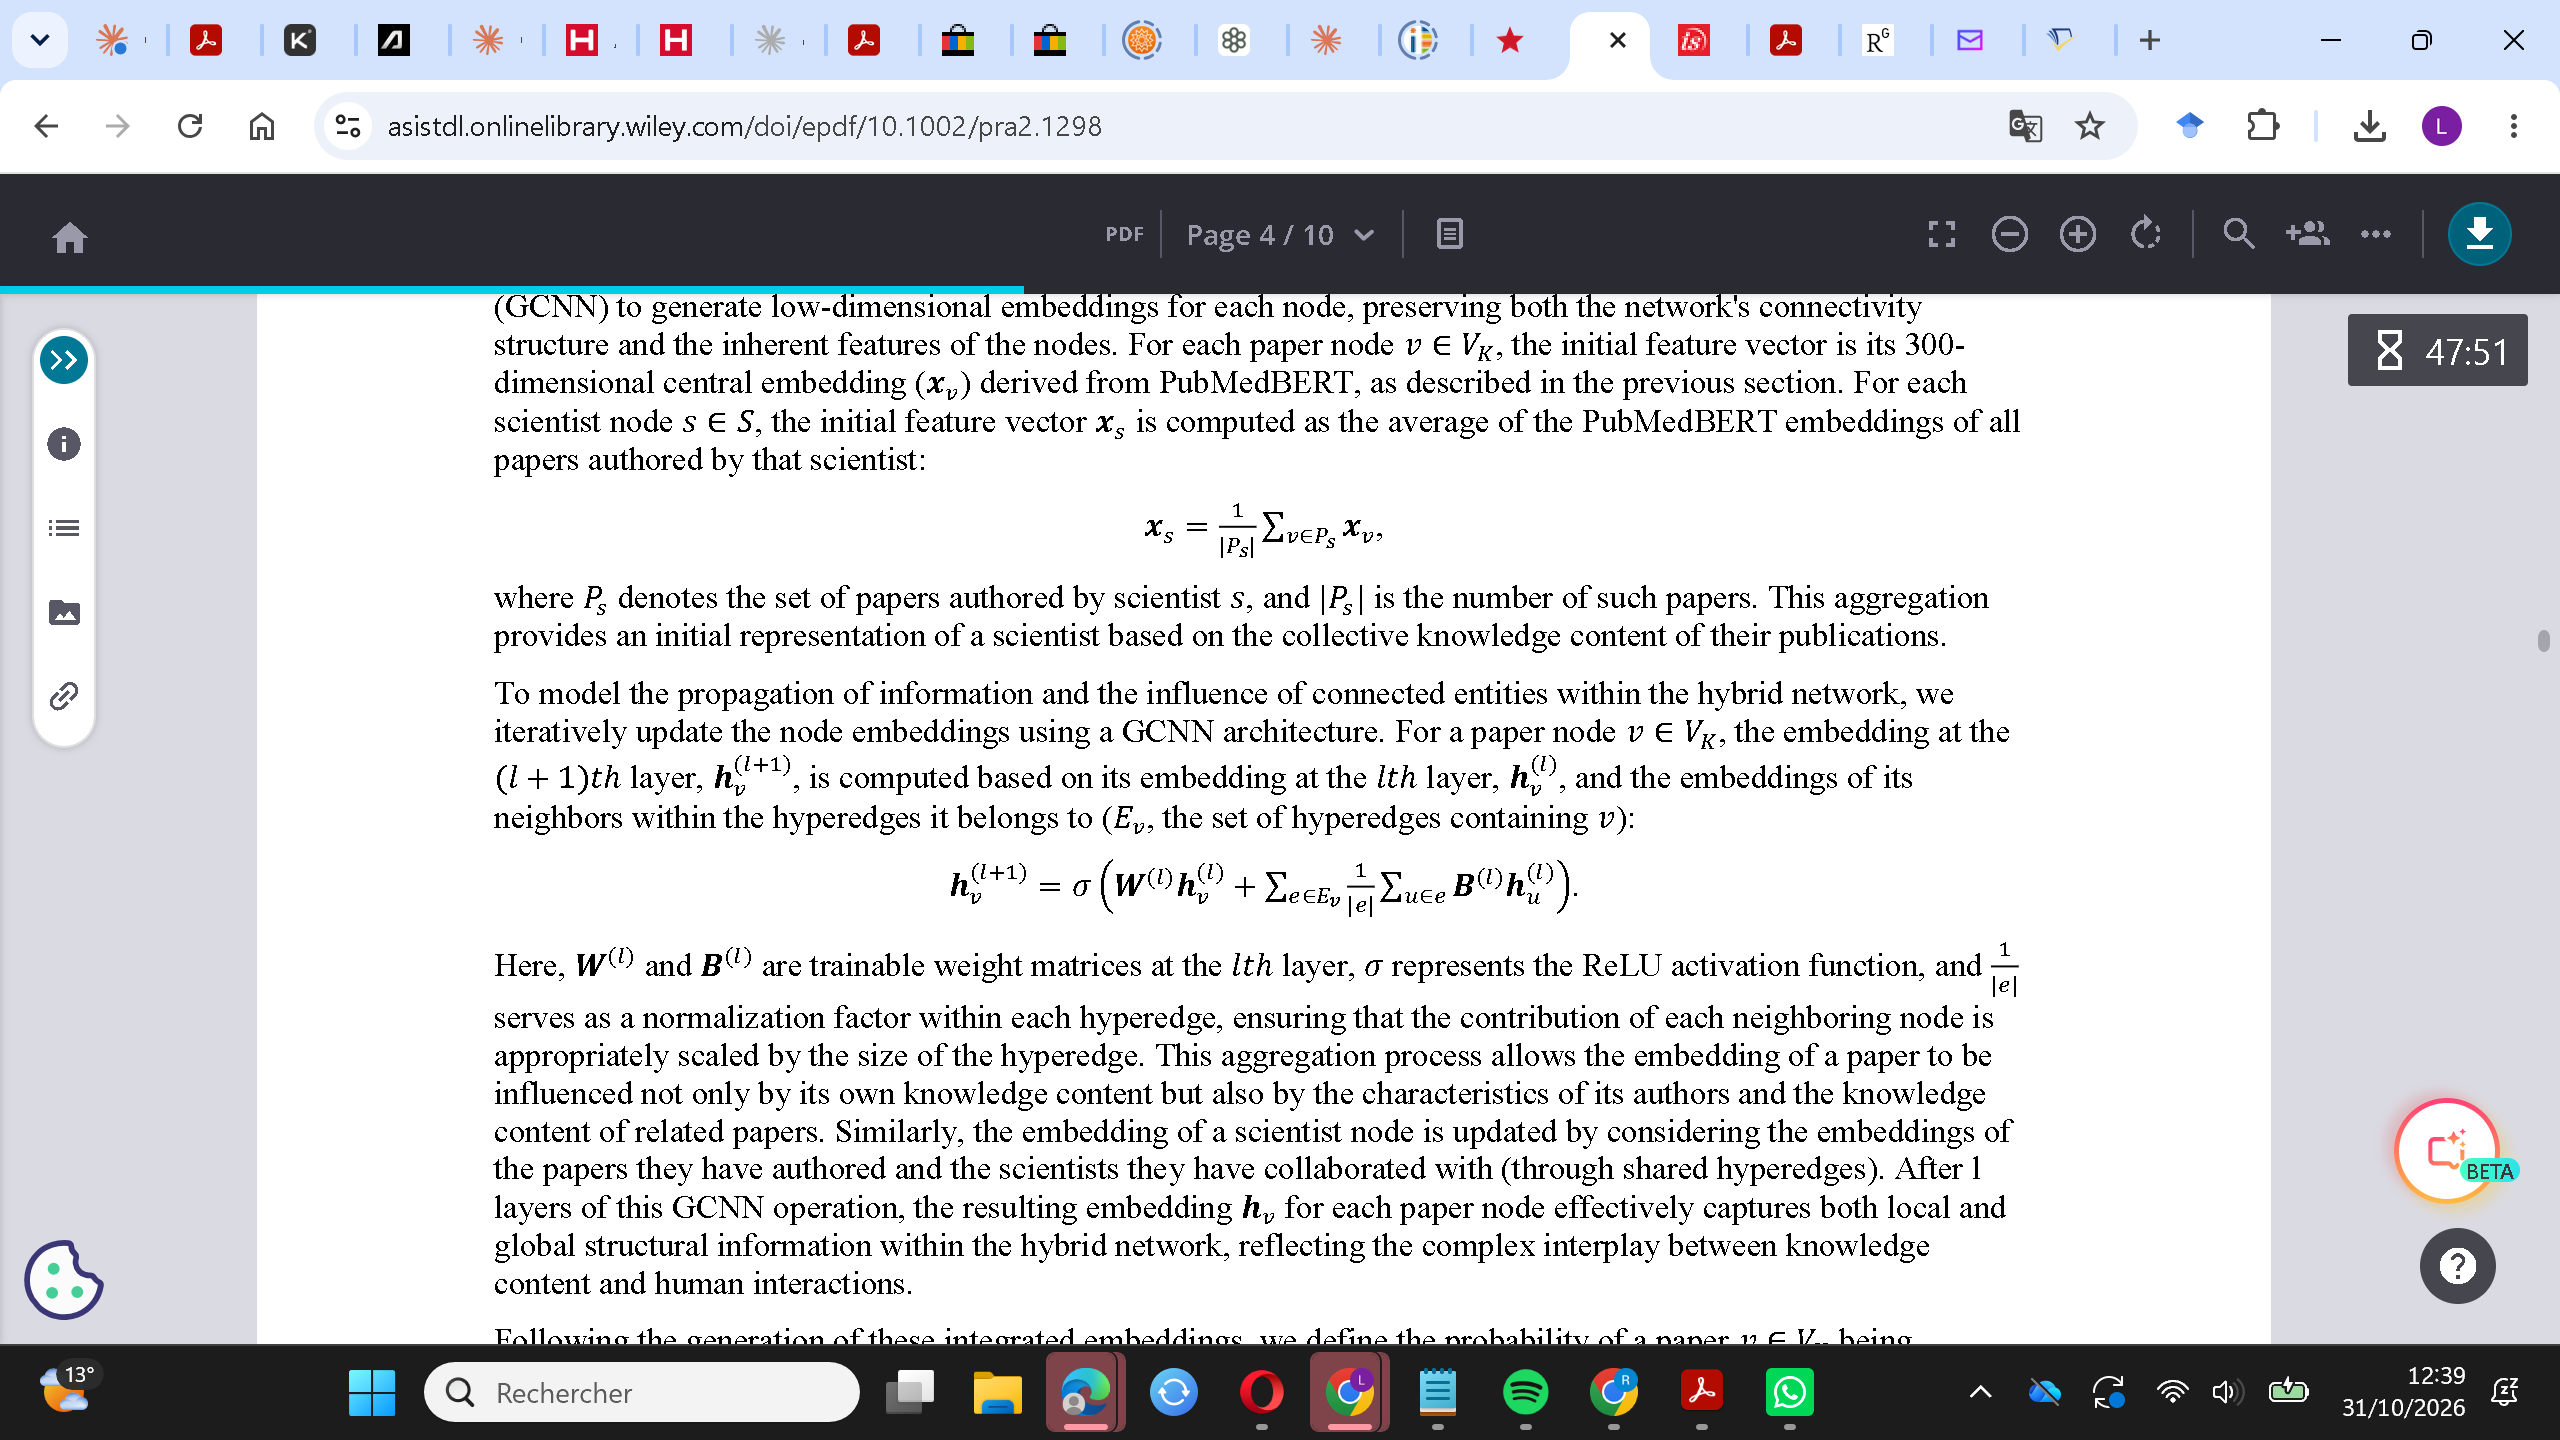 asistdl.onlinelibrary.wiley.com/doi/epdf/10.1002/pra2.1298
L
PDF
Page 4 / 10
47:51
(GCNN) to generate low-dimensional embeddings for each node, preserving both the network's connectivity
structure and the inherent features of the nodes. For each paper node v ∈ V_K, the initial feature vector is its 300-
dimensional central embedding (x_v) derived from PubMedBERT, as described in the previous section. For each
scientist node s ∈ S, the initial feature vector x_s is computed as the average of the PubMedBERT embeddings of all
papers authored by that scientist:
x_s = 1/|P_s| ∑_{v∈P_s} x_v,
where P_s denotes the set of papers authored by scientist s, and |P_s| is the number of such papers. This aggregation
provides an initial representation of a scientist based on the collective knowledge content of their publications.
To model the propagation of information and the influence of connected entities within the hybrid network, we
iteratively update the node embeddings using a GCNN architecture. For a paper node v ∈ V_K, the embedding at the
(l + 1)th layer, h_v^(l+1), is computed based on its embedding at the lth layer, h_v^(l), and the embeddings of its
neighbors within the hyperedges it belongs to (E_v, the set of hyperedges containing v):
h_v^(l+1) = σ(W^(l) h_v^(l) + ∑_{e∈E_v} 1/|e| ∑_{u∈e} B^(l) h_u^(l)).
Here, W^(l) and B^(l) are trainable weight matrices at the lth layer, σ represents the ReLU activation function, and 1/|e|
serves as a normalization factor within each hyperedge, ensuring that the contribution of each neighboring node is
appropriately scaled by the size of the hyperedge. This aggregation process allows the embedding of a paper to be
influenced not only by its own knowledge content but also by the characteristics of its authors and the knowledge
content of related papers. Similarly, the embedding of a scientist node is updated by considering the embeddings of
the papers they have authored and the scientists they have collaborated with (through shared hyperedges). After l
layers of this GCNN operation, the resulting embedding h_v for each paper node effectively captures both local and
global structural information within the hybrid network, reflecting the complex interplay between knowledge
content and human interactions.
Following the generation of these integrated embeddings, we define the probability of a paper v ∈ V_K being
BETA
13°
Rechercher
12:39
31/10/2026